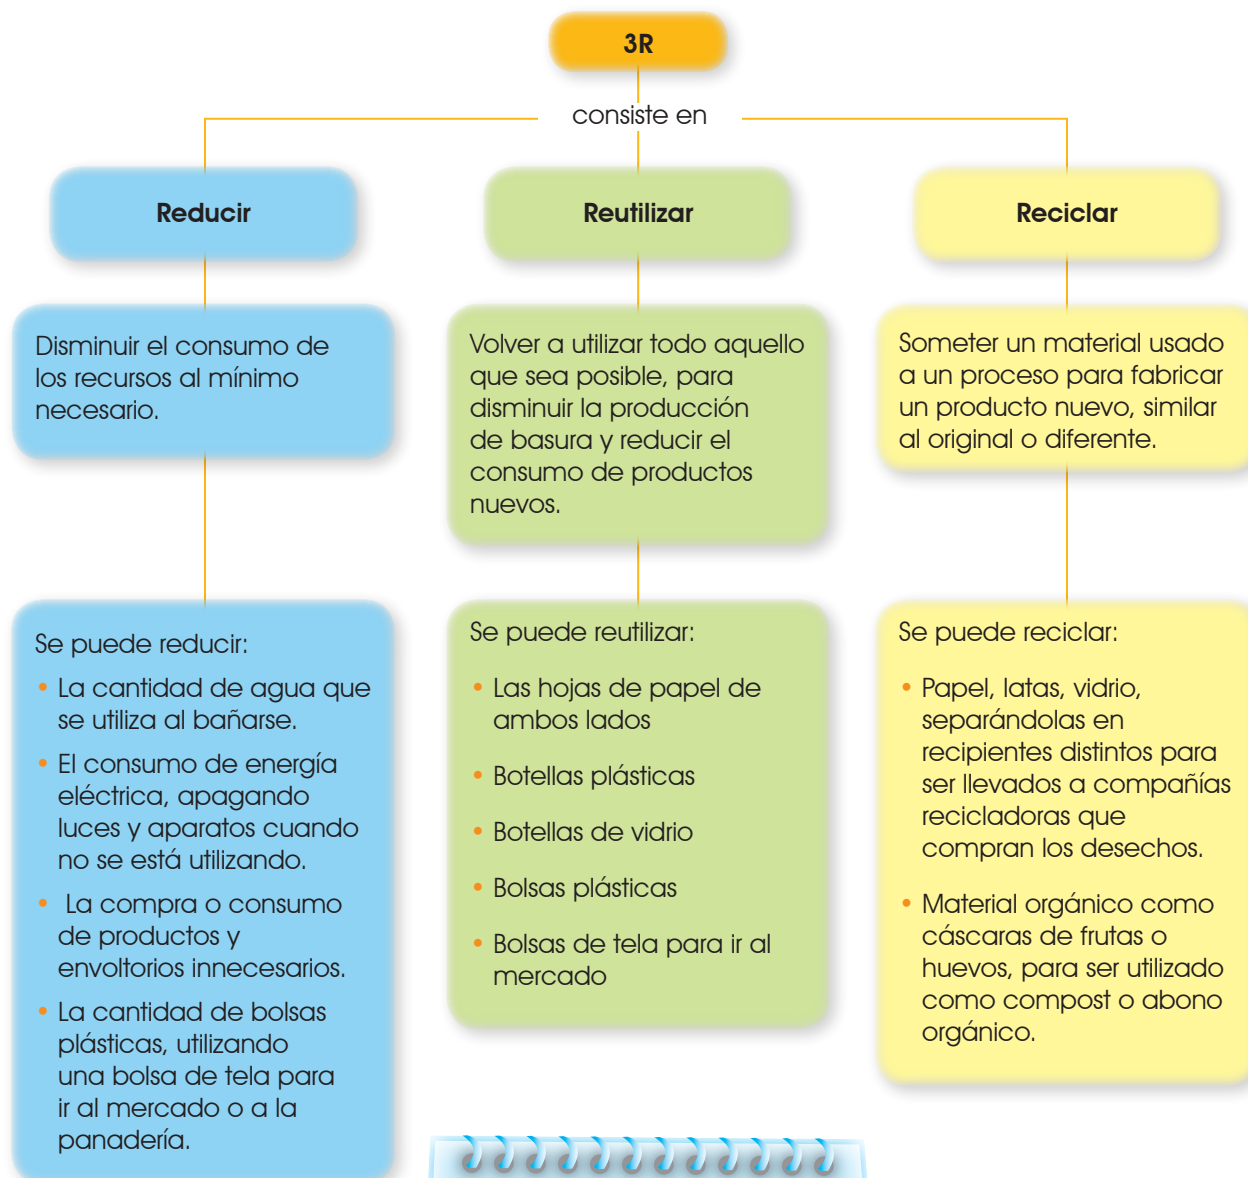 3R
consiste en
Reducir
Disminuir el consumo de
los recursos al mínimo
necesario.
Se puede reducir:
• La cantidad de agua que
se utiliza al bañarse.
• El consumo de energía
eléctrica, apagando
luces y aparatos cuando
no se está utilizando.
• La compra o consumo
de productos y
envoltorios innecesarios.
• La cantidad de bolsas
plásticas, utilizando
una bolsa de tela para
ir al mercado o a la
panadería.
Reutilizar
Volver a utilizar todo aquello
que sea posible, para
disminuir la producción
de basura y reducir el
consumo de productos
nuevos.
Se puede reutilizar:
• Las hojas de papel de
ambos lados
• Botellas plásticas
• Botellas de vidrio
• Bolsas plásticas
• Bolsas de tela para ir al
mercado
Reciclar
Someter un material usado
a un proceso para fabricar
un producto nuevo, similar
al original o diferente.
Se puede reciclar:
• Papel, latas, vidrio,
separándolas en
recipientes distintos para
ser llevados a compañías
recicladoras que
compran los desechos.
• Material orgánico como
cáscaras de frutas o
huevos, para ser utilizado
como compost o abono
orgánico.